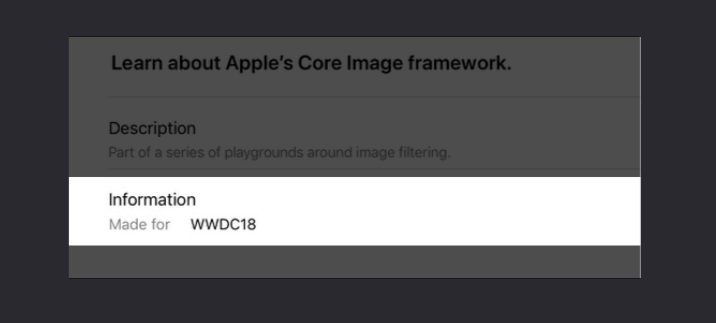 Learn about Apple’s Core Image framework.
Description
Part of a series of playgrounds around image filtering.
Information
Made for WWDC18